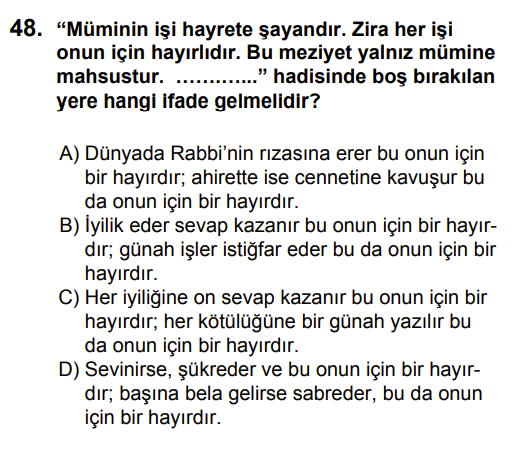 48. “Müminin işi hayrete şayandır. Zira her işi
onun için hayırlıdır. Bu meziyet yalnız mümine
mahsustur. …….…...” hadisinde boş bırakılan
yere hangi ifade gelmelidir?
A) Dünyada Rabbi’nin rızasına erer bu onun için
bir hayırdır; ahirette ise cennetine kavuşur bu
da onun için bir hayırdır.
B) İyilik eder sevap kazanır bu onun için bir hayır-
dır; günah işler istiğfar eder bu da onun için bir
hayırdır.
C) Her iyiliğine on sevap kazanır bu onun için bir
hayırdır; her kötülüğüne bir günah yazılır bu
da onun için bir hayırdır.
D) Sevinirse, şükreder ve bu onun için bir hayır-
dır; başına bela gelirse sabreder, bu da onun
için bir hayırdır.